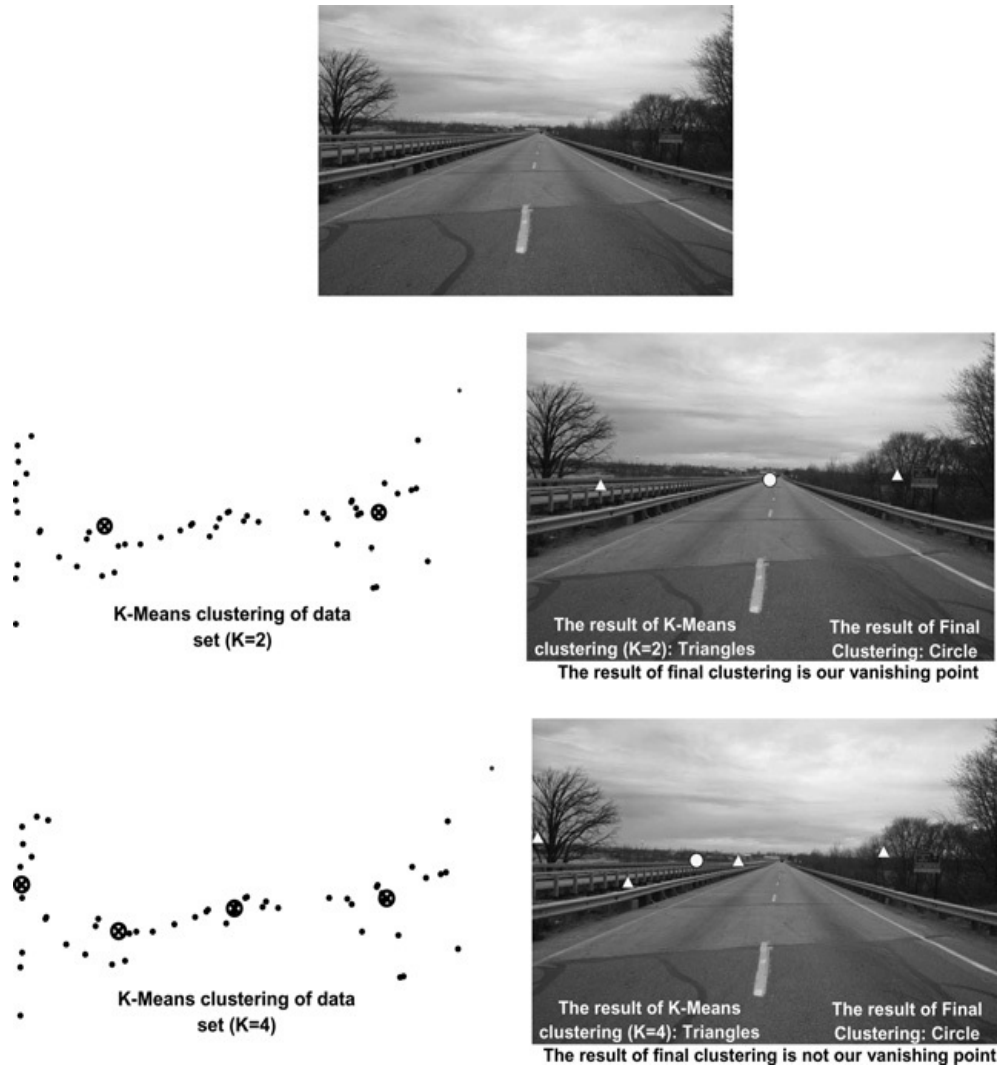 K-Means clustering of data
set (K=2)
The result of K-Means
clustering (K=2): Triangles
The result of Final
Clustering: Circle
The result of final clustering is our vanishing point
K-Means clustering of data
set (K=4)
The result of K-Means
clustering (K=4): Triangles
The result of Final
Clustering: Circle
The result of final clustering is not our vanishing point